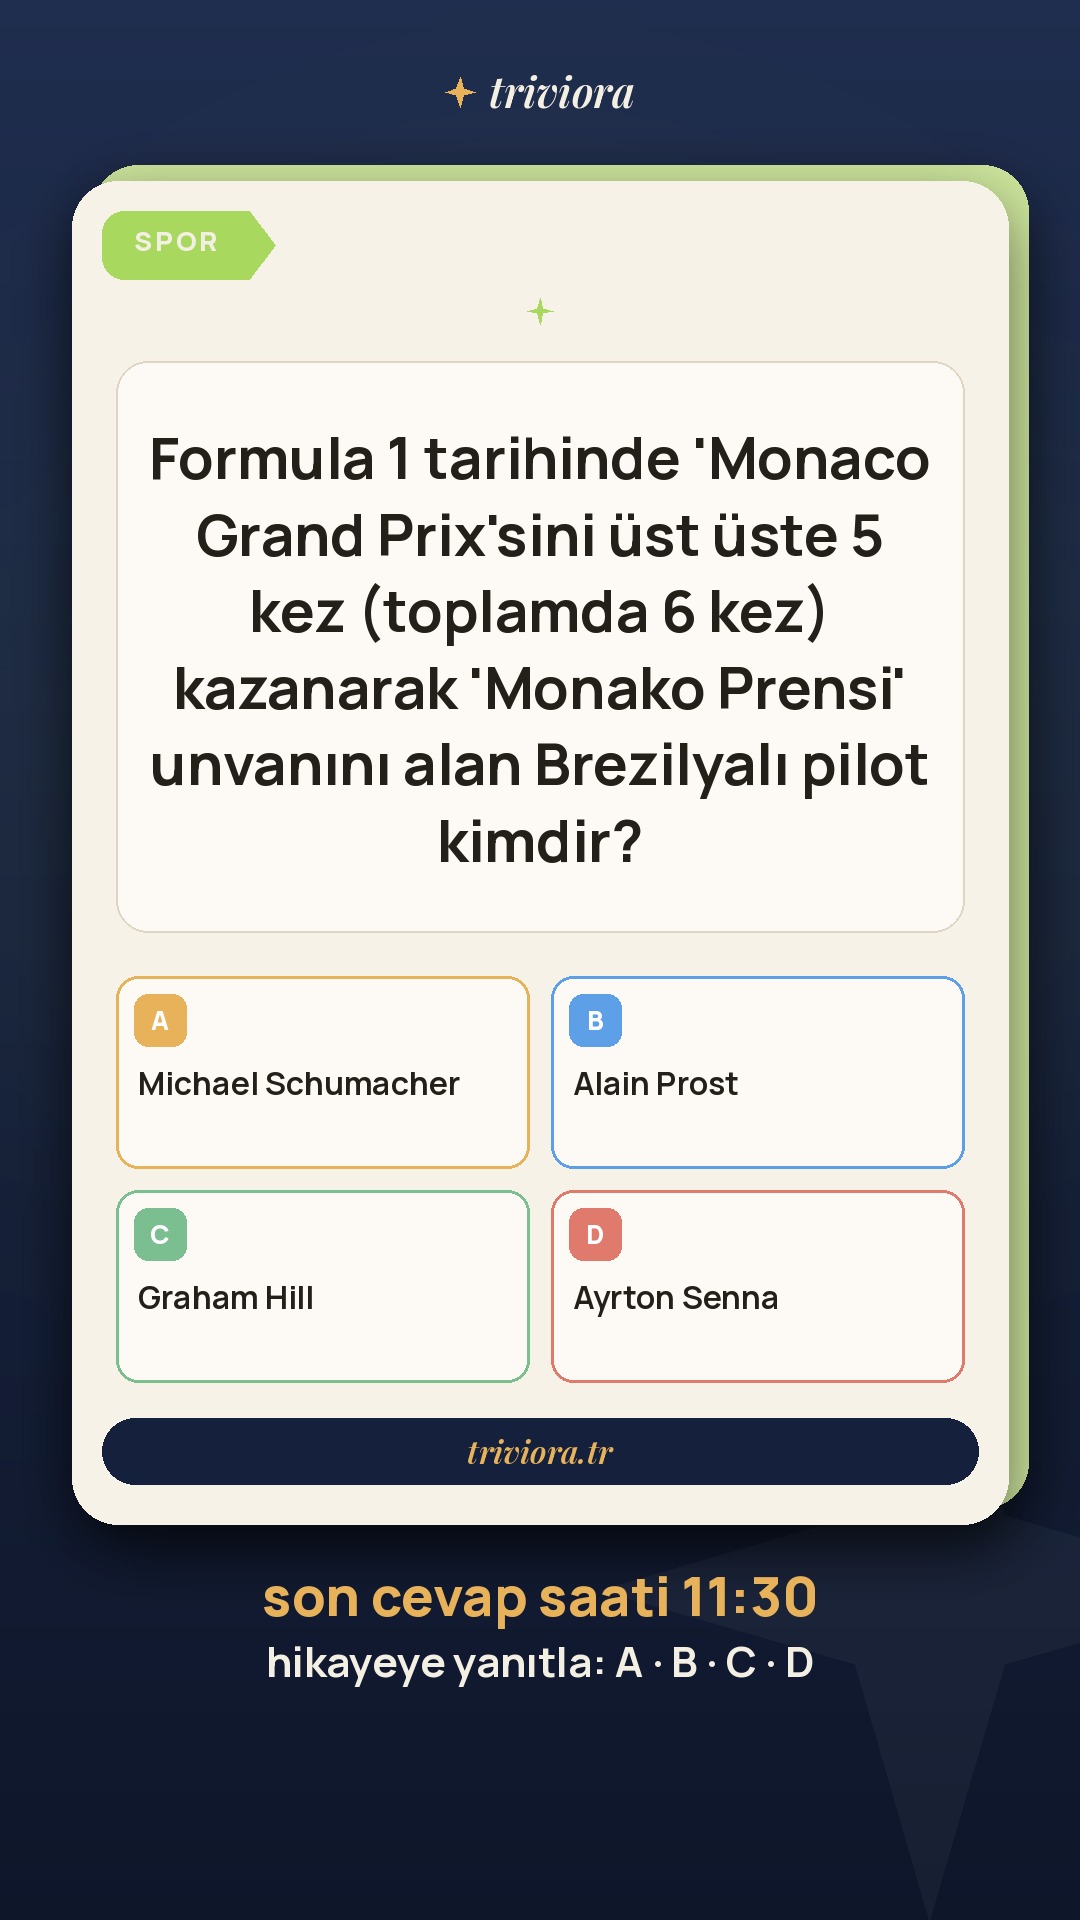 triviora
SPOR
Formula 1 tarihinde 'Monaco
Grand Prix'sini üst üste 5
kez (toplamda 6 kez)
kazanarak 'Monako Prensi'
unvanını alan Brezilyalı pilot
kimdir?
A
Michael Schumacher
B
Alain Prost
C
Graham Hill
D
Ayrton Senna
triviora.tr
son cevap saati 11:30
hikayeye yanıtla: A · B · C · D